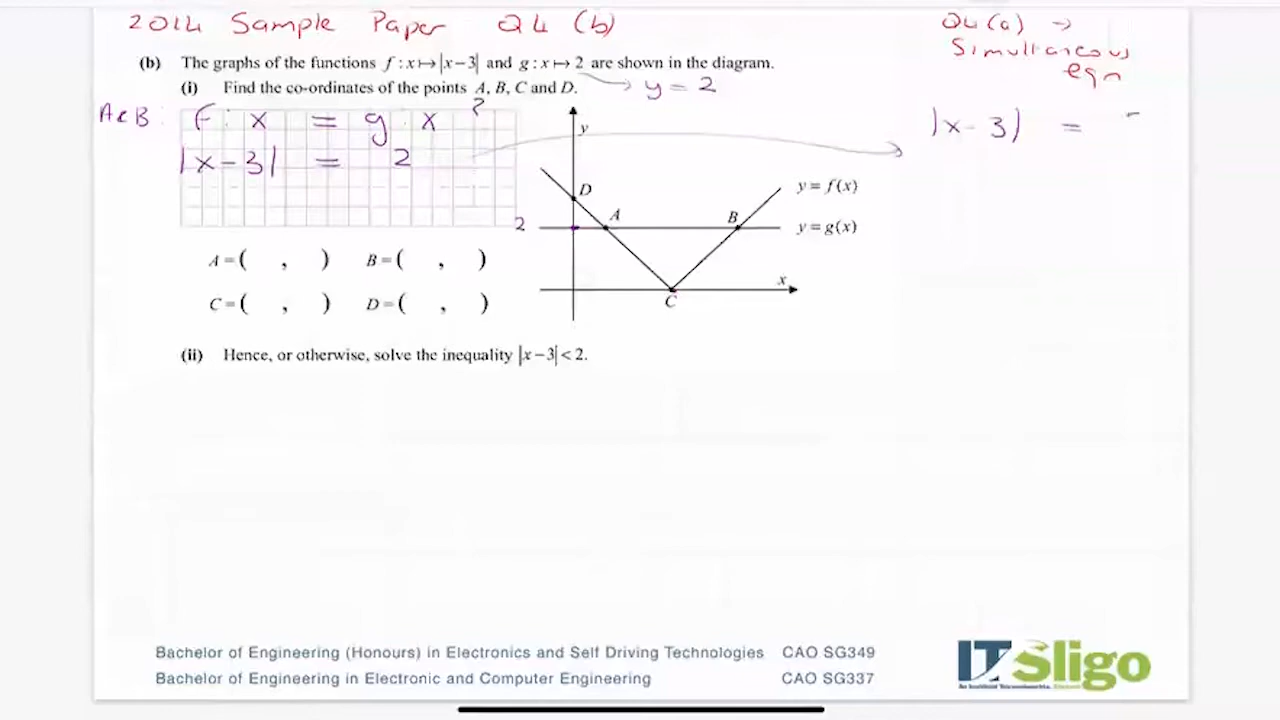 2014 Sample Paper Q4 (b)
Q4(a) →
Simultaneous
eqn
(b) The graphs of the functions f : x ↦ |x−3| and g : x ↦ 2 are shown in the diagram.
(i) Find the co-ordinates of the points A, B, C and D.
→ y = 2
A & B: f : x = g : x ?
|x−3| = 2
|x−3| =
y
D
A
B
y = f(x)
2
y = g(x)
x
C
A = ( , ) B = ( , )
C = ( , ) D = ( , )
(ii) Hence, or otherwise, solve the inequality |x−3| < 2.
Bachelor of Engineering (Honours) in Electronics and Self Driving Technologies CAO SG349
Bachelor of Engineering in Electronic and Computer Engineering CAO SG337
IT Sligo